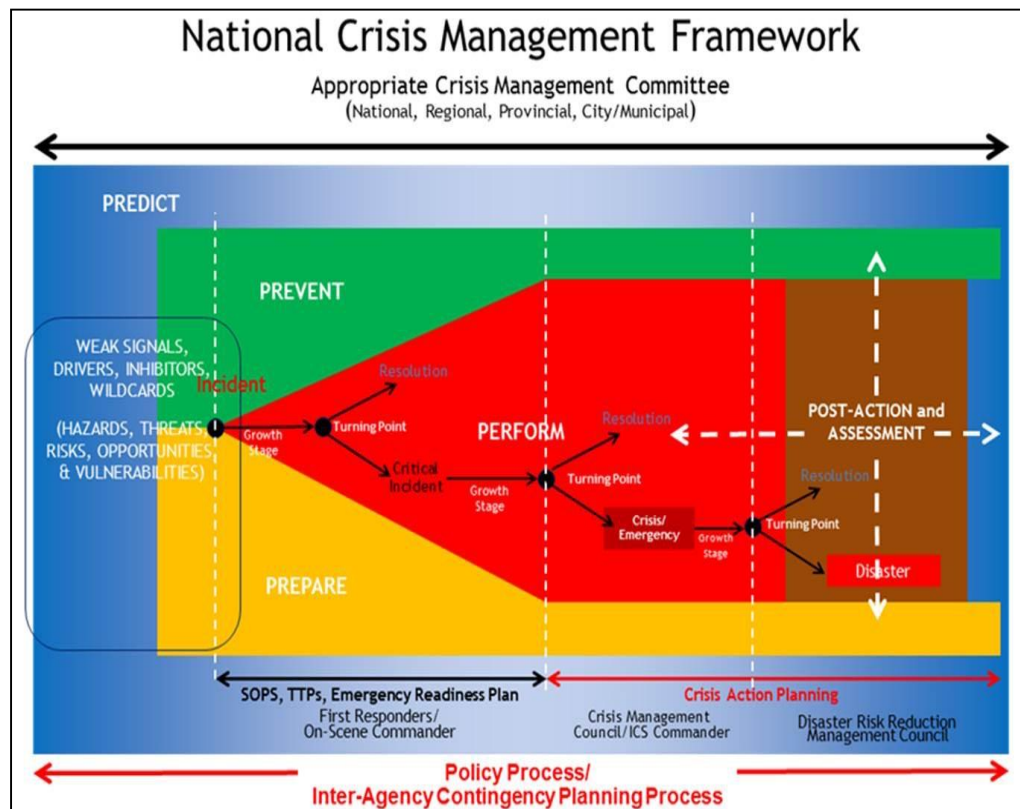 National Crisis Management Framework
Appropriate Crisis Management Committee
(National, Regional, Provincial, City/Municipal)
PREDICT
PREVENT
WEAK SIGNALS,
DRIVERS, INHIBITORS,
WILDCARDS
(HAZARDS, THREATS,
RISKS, OPPORTUNITIES,
& VULNERABILITIES)
Incident
Growth
Stage
Resolution
Turning Point
Critical
Incident
Growth
Stage
PERFORM
Resolution
Turning Point
Crisis/
Emergency
Growth
Stage
POST-ACTION and
ASSESSMENT
Resolution
Turning Point
Disaster
PREPARE
SOPS, TTPs, Emergency Readiness Plan
First Responders/
On-Scene Commander
Crisis Action Planning
Crisis Management
Council/ICS Commander
Disaster Risk Reduction
Management Council
Policy Process/
Inter-Agency Contingency Planning Process